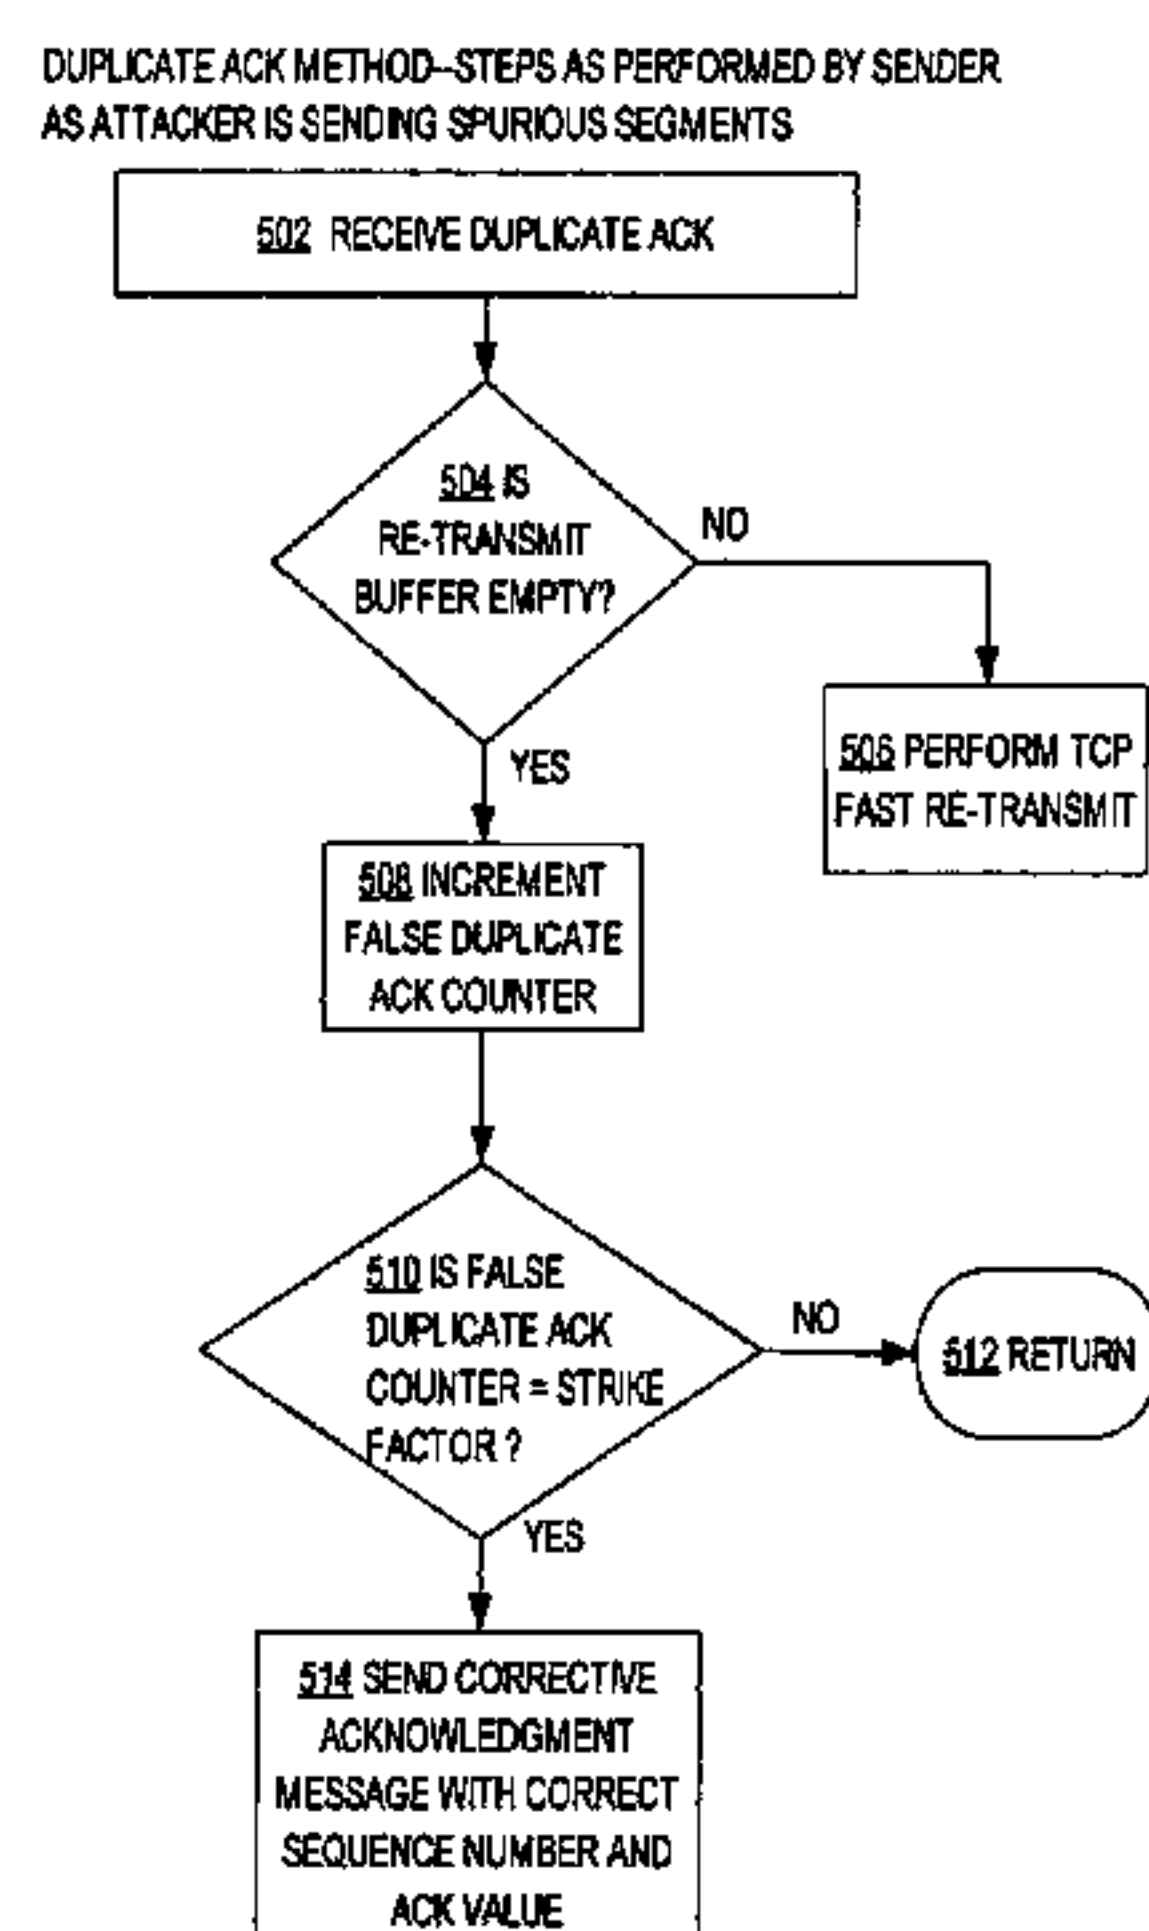 DUPLICATE ACK METHOD--STEPS AS PERFORMED BY SENDER
AS ATTACKER IS SENDING SPURIOUS SEGMENTS
502 RECEIVE DUPLICATE ACK
504 IS
RE-TRANSMIT
BUFFER EMPTY?
NO
506 PERFORM TCP
FAST RE-TRANSMIT
YES
508 INCREMENT
FALSE DUPLICATE
ACK COUNTER
510 IS FALSE
DUPLICATE ACK
COUNTER = STRIKE
FACTOR ?
NO
512 RETURN
YES
514 SEND CORRECTIVE
ACKNOWLEDGMENT
MESSAGE WITH CORRECT
SEQUENCE NUMBER AND
ACK VALUE